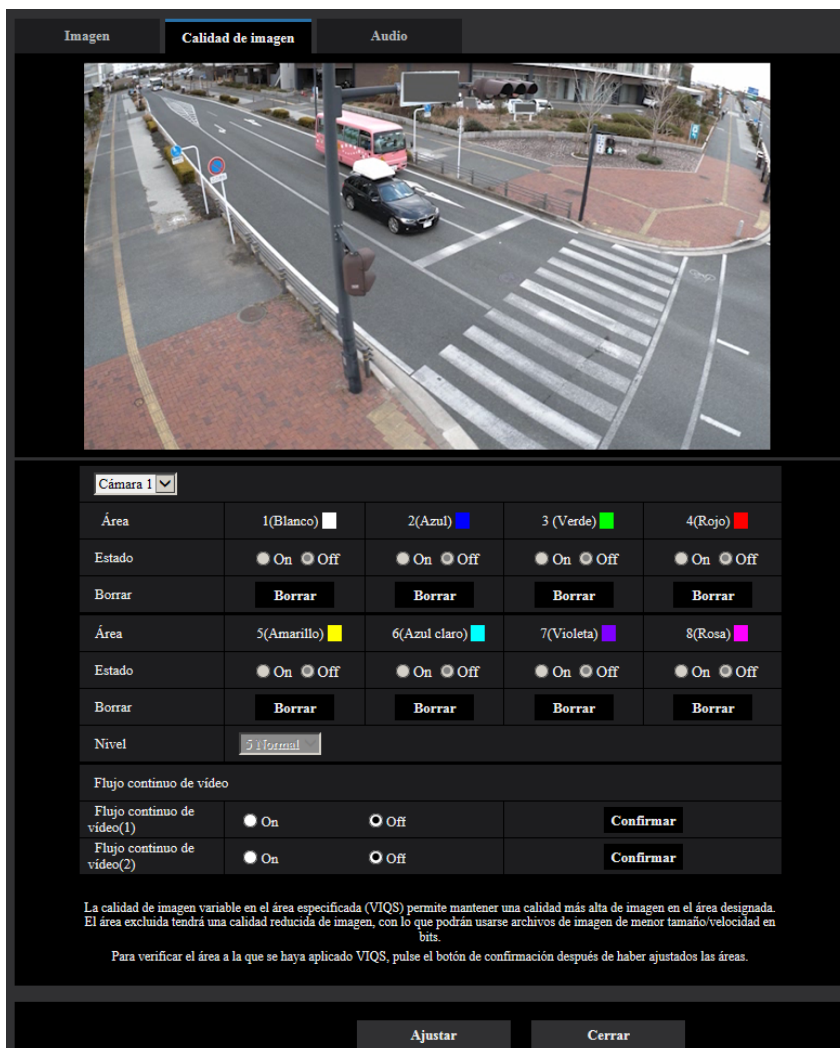 Imagen Calidad de imagen Audio
Cámara 1
Área 1(Blanco) 2(Azul) 3 (Verde) 4(Rojo)
Estado On Off On Off On Off On Off
Borrar Borrar Borrar Borrar Borrar
Área 5(Amarillo) 6(Azul claro) 7(Violeta) 8(Rosa)
Estado On Off On Off On Off On Off
Borrar Borrar Borrar Borrar Borrar
Nivel 5 Normal
Flujo continuo de vídeo
Flujo continuo de
vídeo(1) On Off Confirmar
Flujo continuo de
vídeo(2) On Off Confirmar
La calidad de imagen variable en el área especificada (VIQS) permite mantener una calidad más alta de imagen en el área designada.
El área excluida tendrá una calidad reducida de imagen, con lo que podrán usarse archivos de imagen de menor tamaño/velocidad en
bits.
Para verificar el área a la que se haya aplicado VIQS, pulse el botón de confirmación después de haber ajustados las áreas.
Ajustar Cerrar